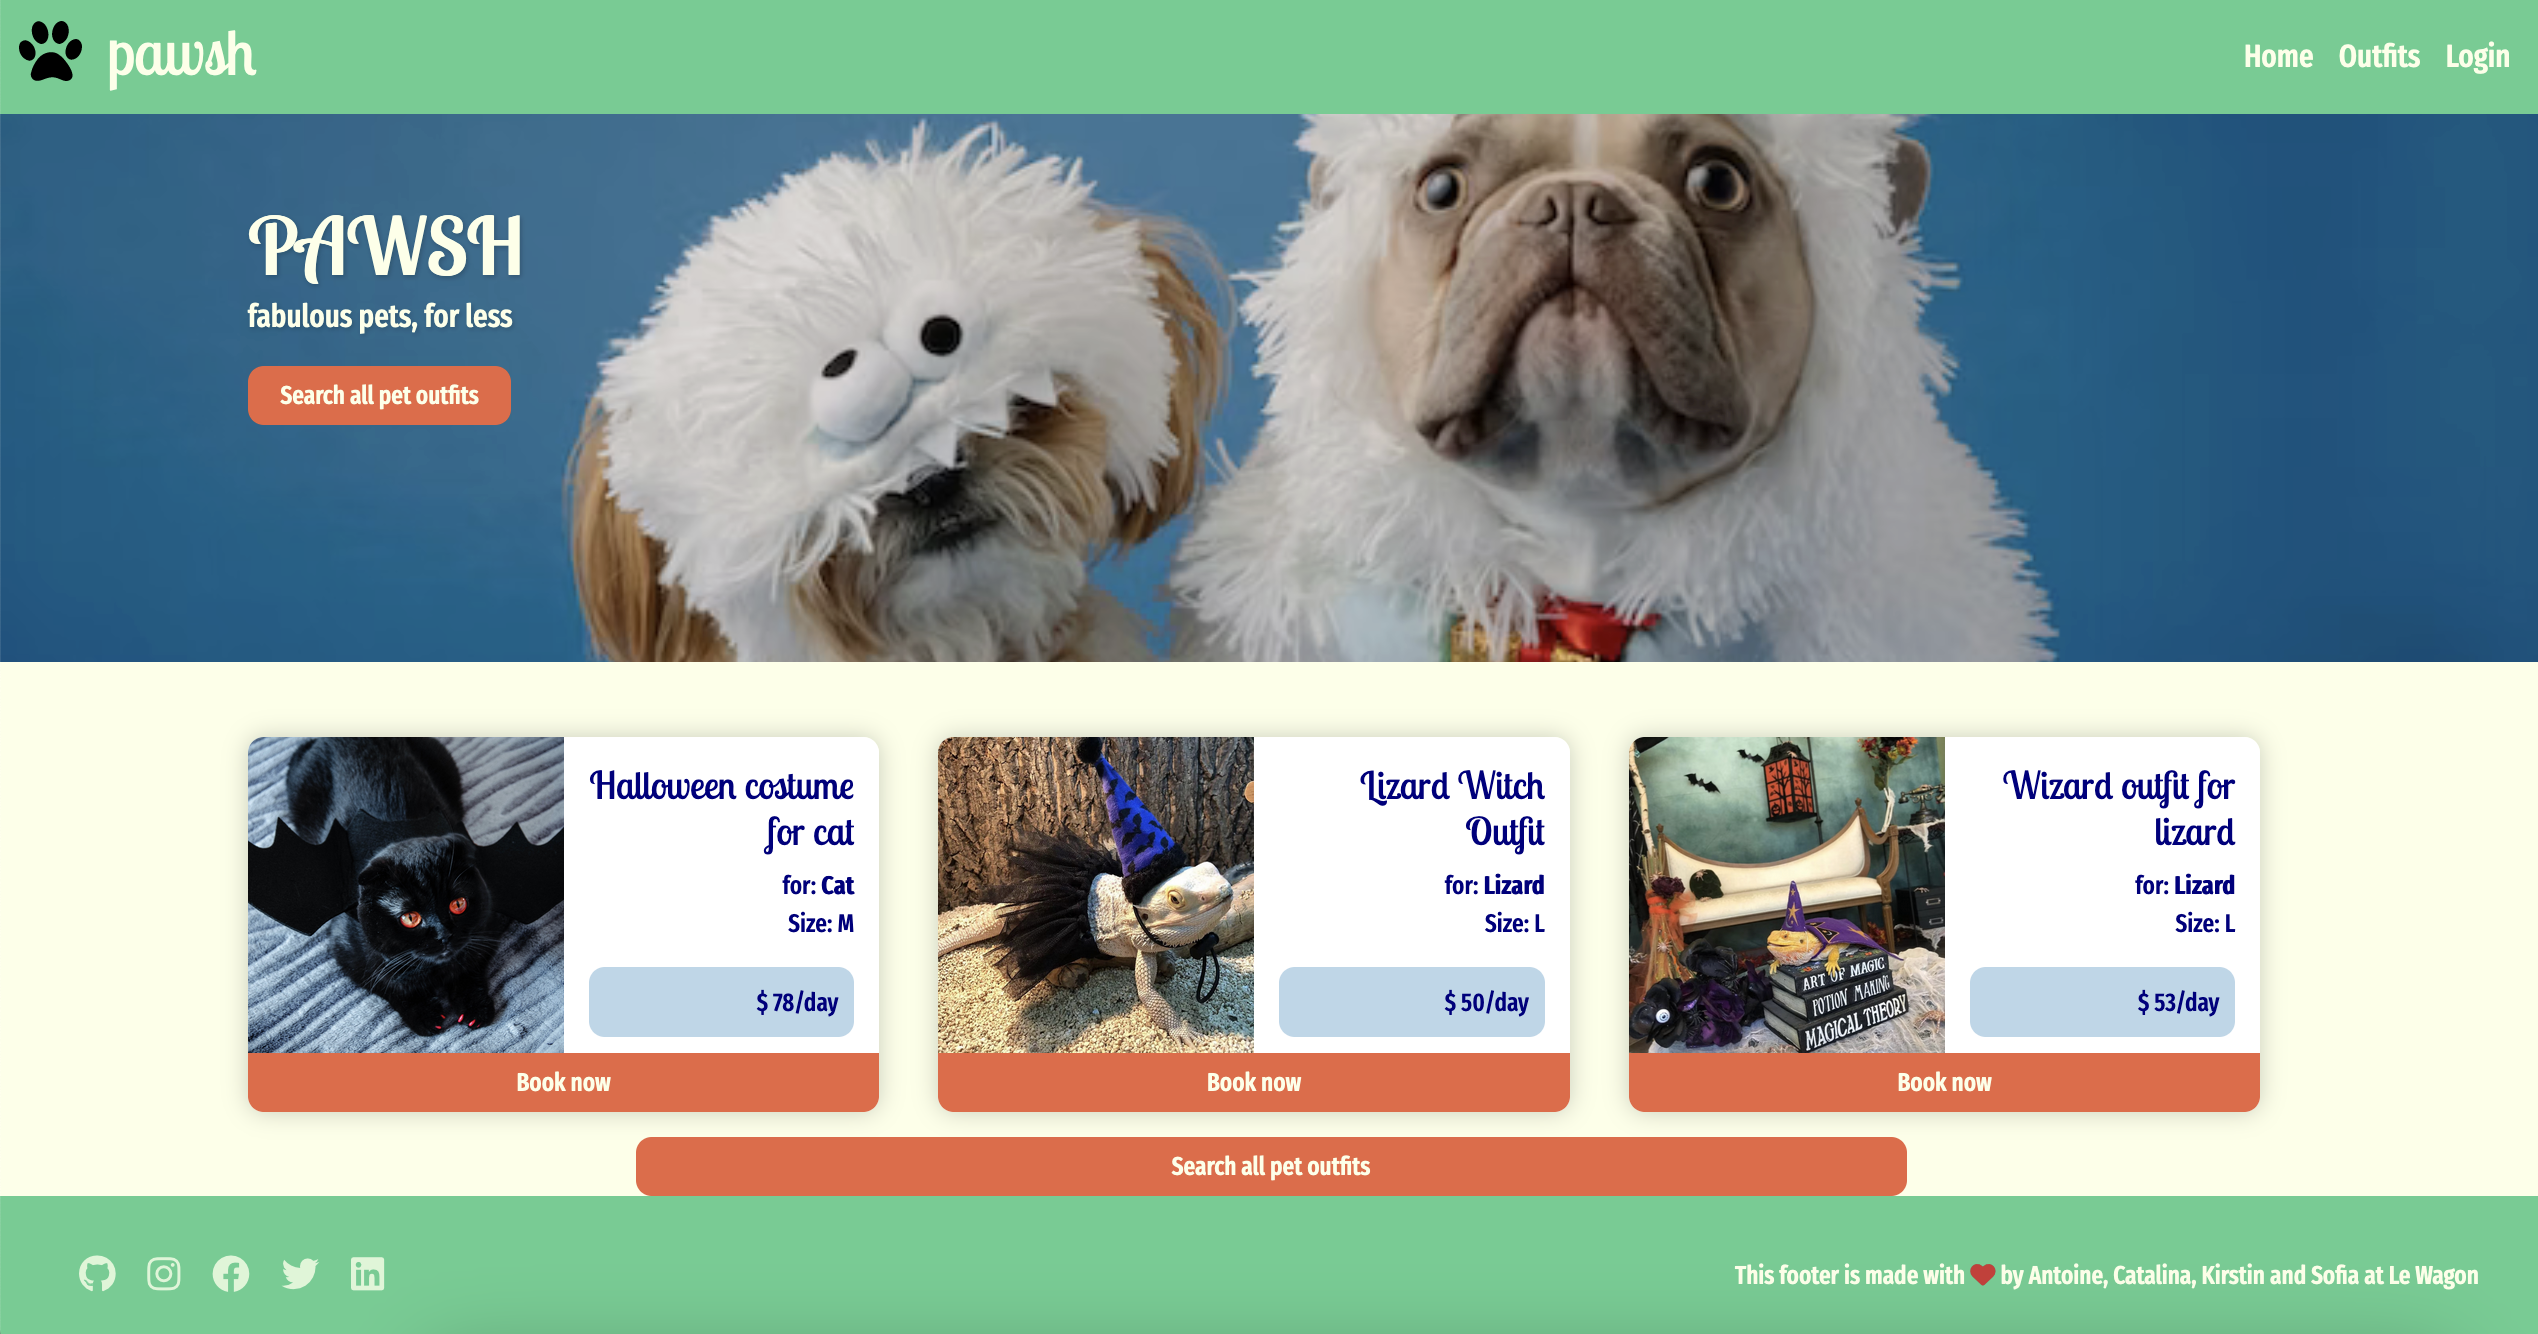 pawsh
Home Outfits Login
PAWSH
fabulous pets, for less
Search all pet outfits
Halloween costume
for cat
for: Cat
Size: M
$ 78/day
Book now
Lizard Witch
Outfit
for: Lizard
Size: L
$ 50/day
Book now
ART OF MAGIC
POTION MAKING
MAGICAL THEORY
Wizard outfit for
lizard
for: Lizard
Size: L
$ 53/day
Book now
Search all pet outfits
in
This footer is made with ❤ by Antoine, Catalina, Kirstin and Sofia at Le Wagon